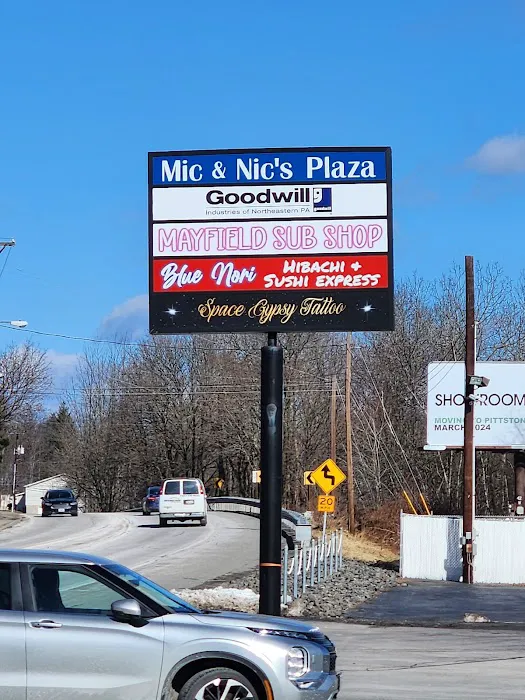 Mic & Nic's Plaza
Goodwill
goodwill
Industries of Northeastern PA
MAYFIELD SUB SHOP
Blue Nori HIBACHI + SUSHI EXPRESS
Space Gypsy Tattoo
SHOWROOM
MOVING TO PITTSTON
MARCH 2024
20